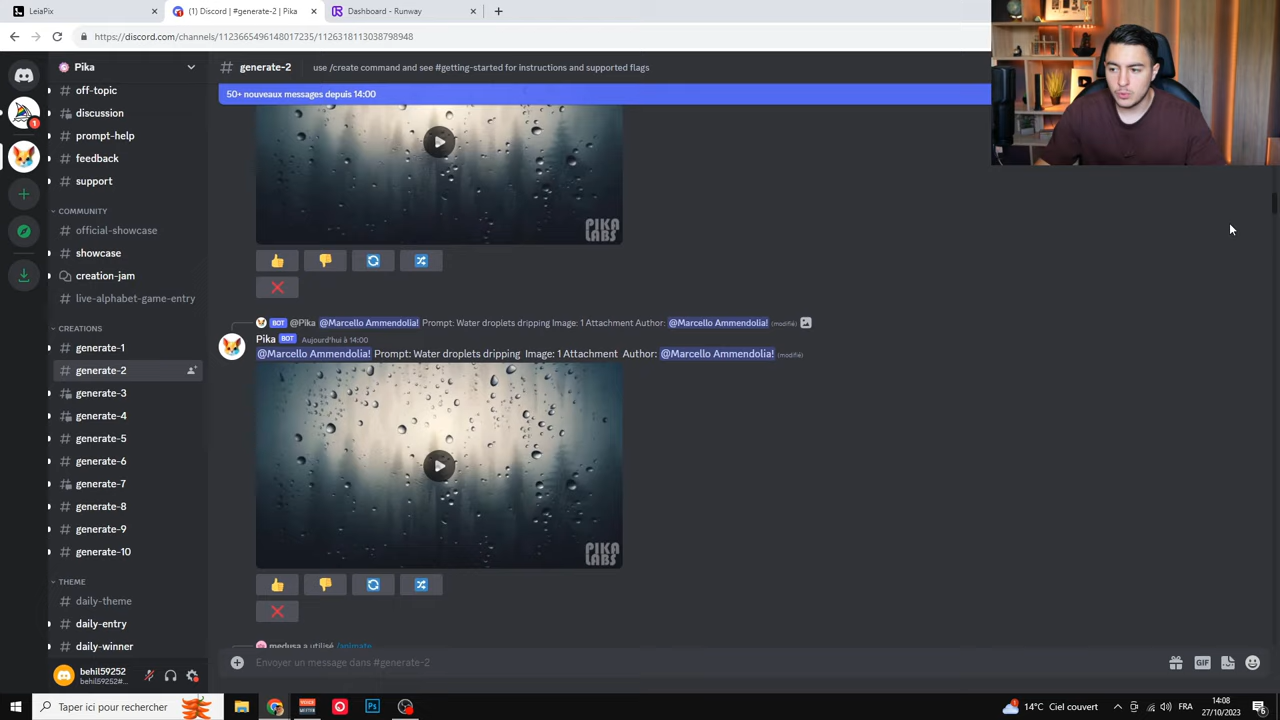 LeiaPix
(1) Discord | #generate-2 | Pika
Dashboard - Runway
https://discord.com/channels/1123665496148017235/1126318113038798948
Pika
generate-2
use /create command and see #getting-started for instructions and supported flags
50+ nouveaux messages depuis 14:00
off-topic
discussion
prompt-help
feedback
support
COMMUNITY
official-showcase
showcase
creation-jam
live-alphabet-game-entry
CREATIONS
generate-1
generate-2
generate-3
generate-4
generate-5
generate-6
generate-7
generate-8
generate-9
generate-10
THEME
daily-theme
daily-entry
daily-winner
behil59252
behil59252#...
PIKA
LABS
BOT @Pika @Marcello Ammendolia! Prompt: Water droplets dripping Image: 1 Attachment Author: @Marcello Ammendolia! (modifié)
Pika BOT Aujourd'hui à 14:00
@Marcello Ammendolia! Prompt: Water droplets dripping Image: 1 Attachment Author: @Marcello Ammendolia! (modifié)
PIKA
LABS
medusa a utilisé /animate
Envoyer un message dans #generate-2
GIF
Taper ici pour rechercher
Ps
14°C Ciel couvert
FRA
14:08
27/10/2023